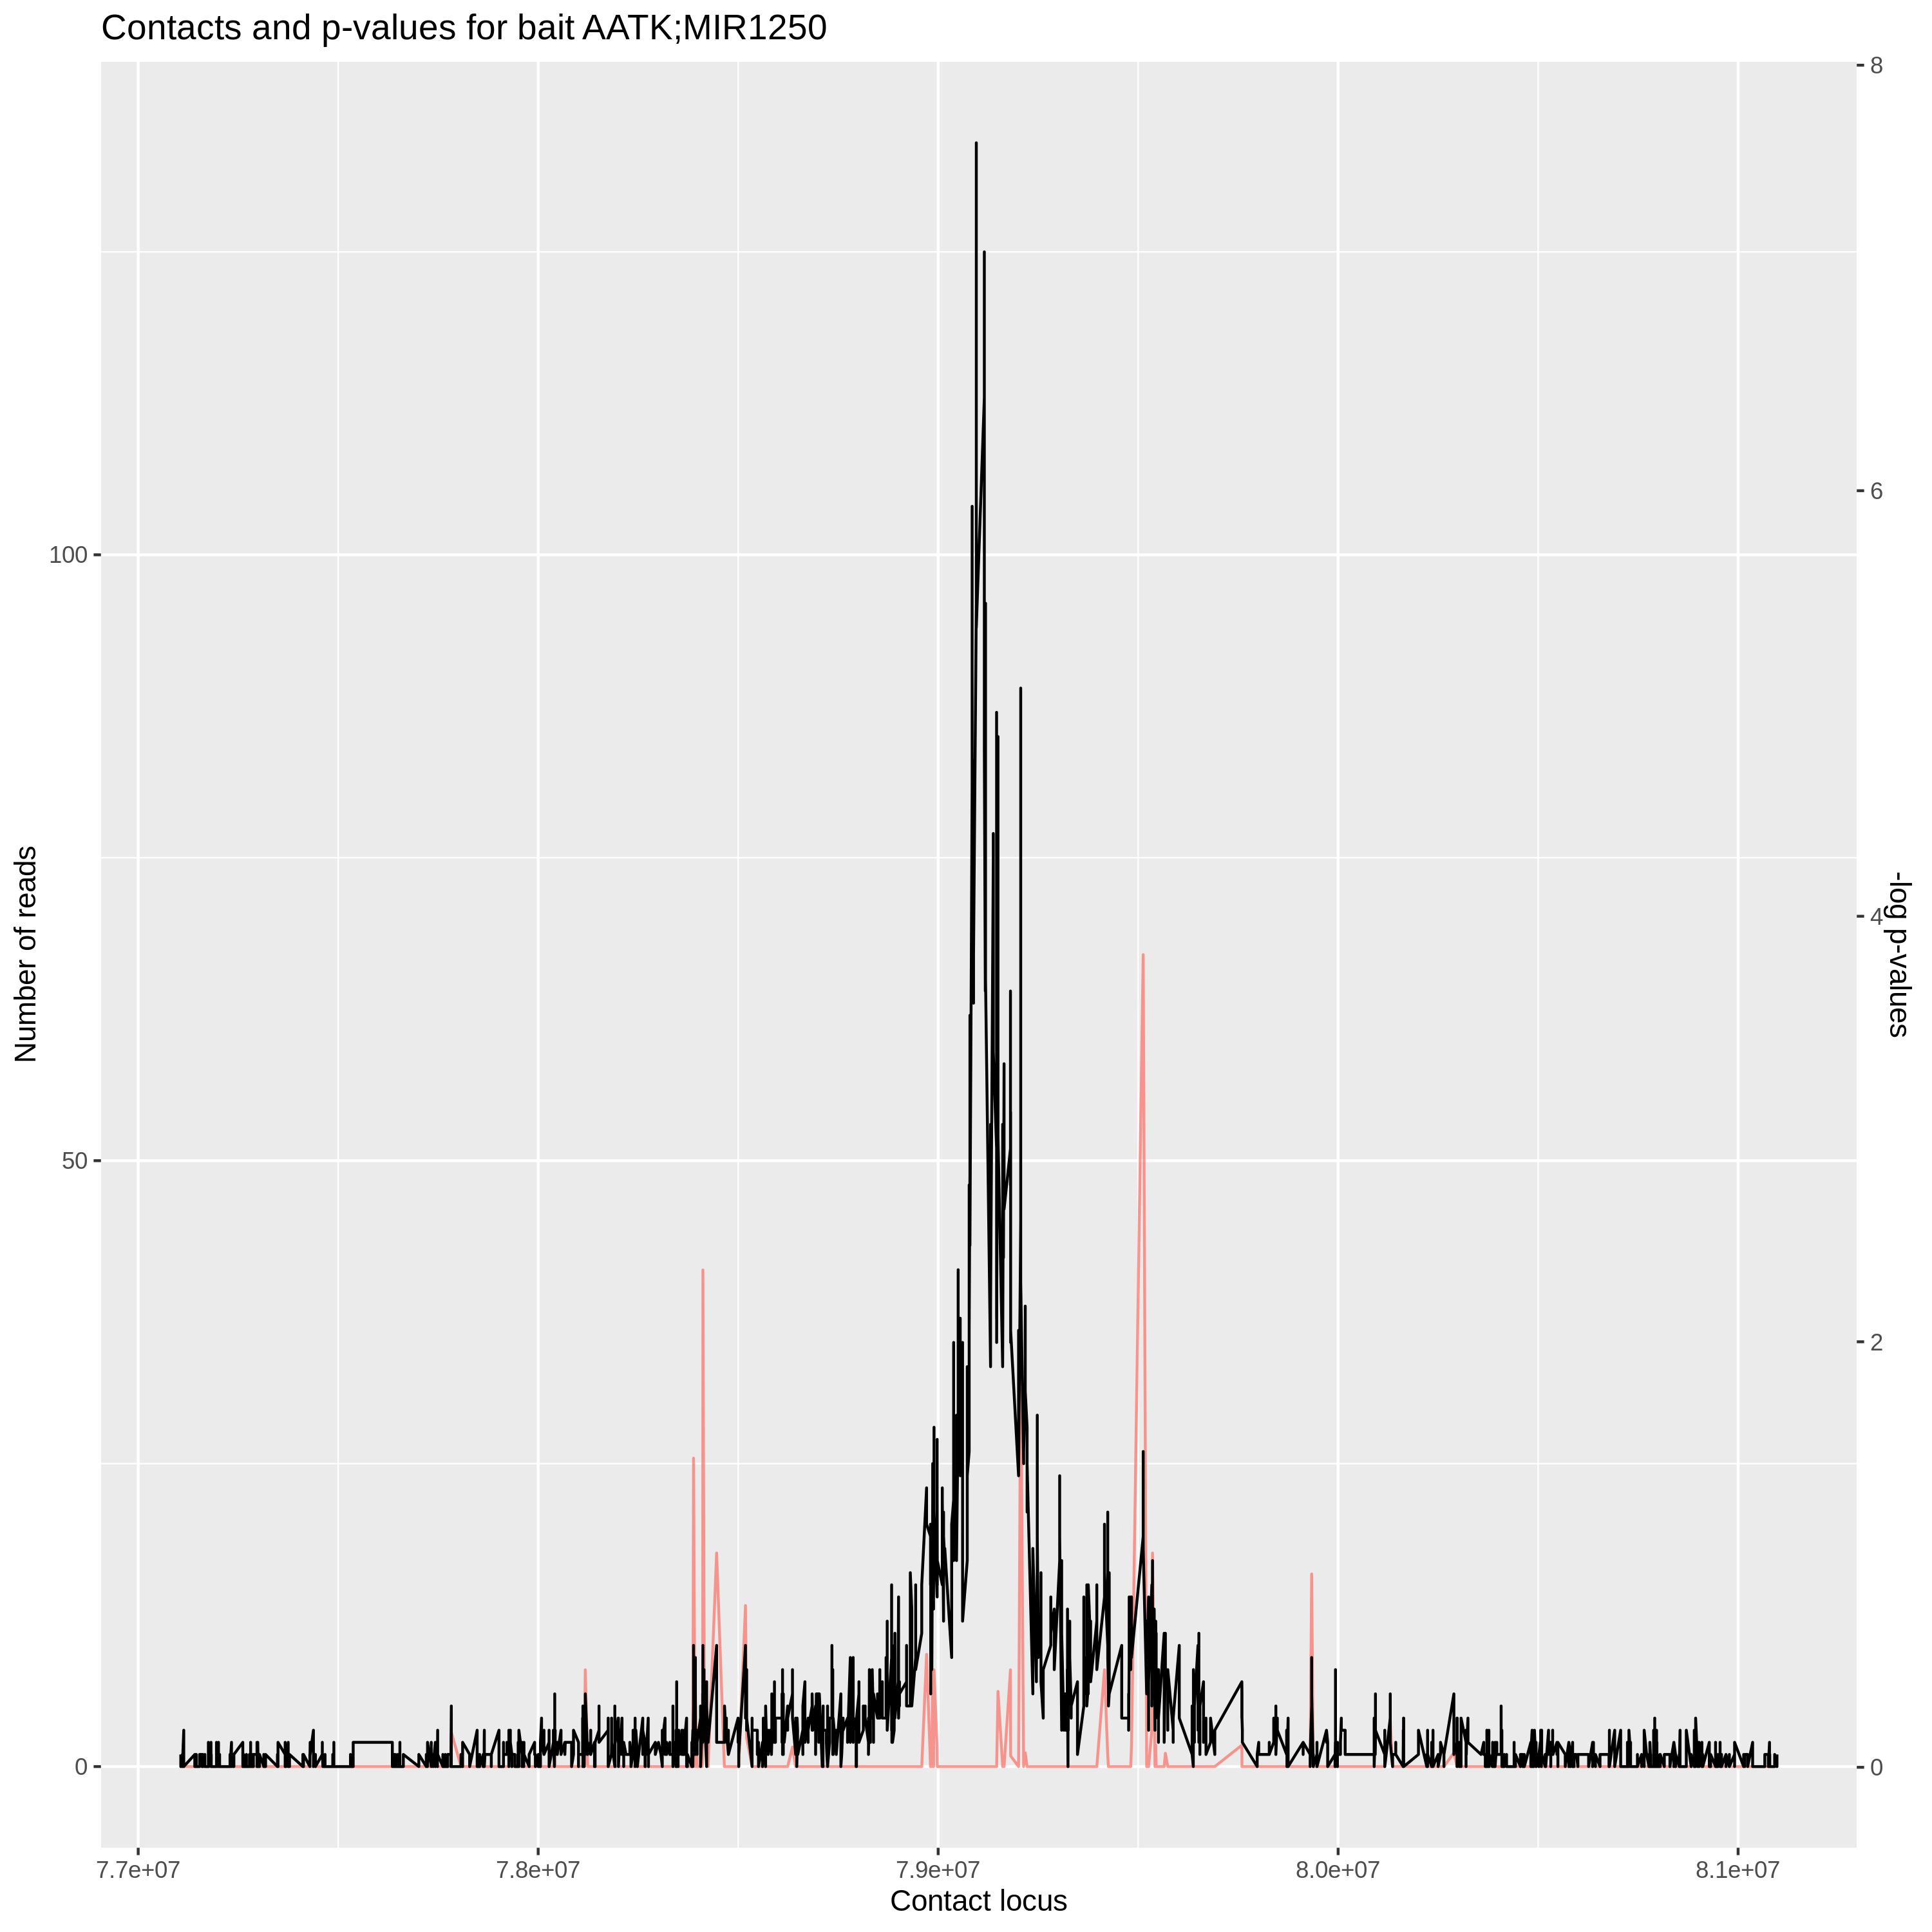 Contacts and p-values for bait AATK;MIR1250
Number of reads
100
50
0
8
6
4
2
0
-log p-values
7.7e+07
7.8e+07
7.9e+07
8.0e+07
8.1e+07
Contact locus